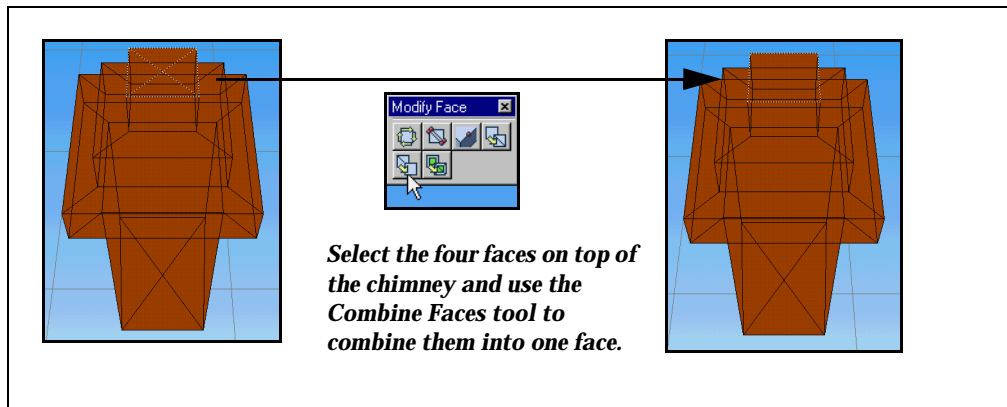 Modify Face
Select the four faces on top of
the chimney and use the
Combine Faces tool to
combine them into one face.